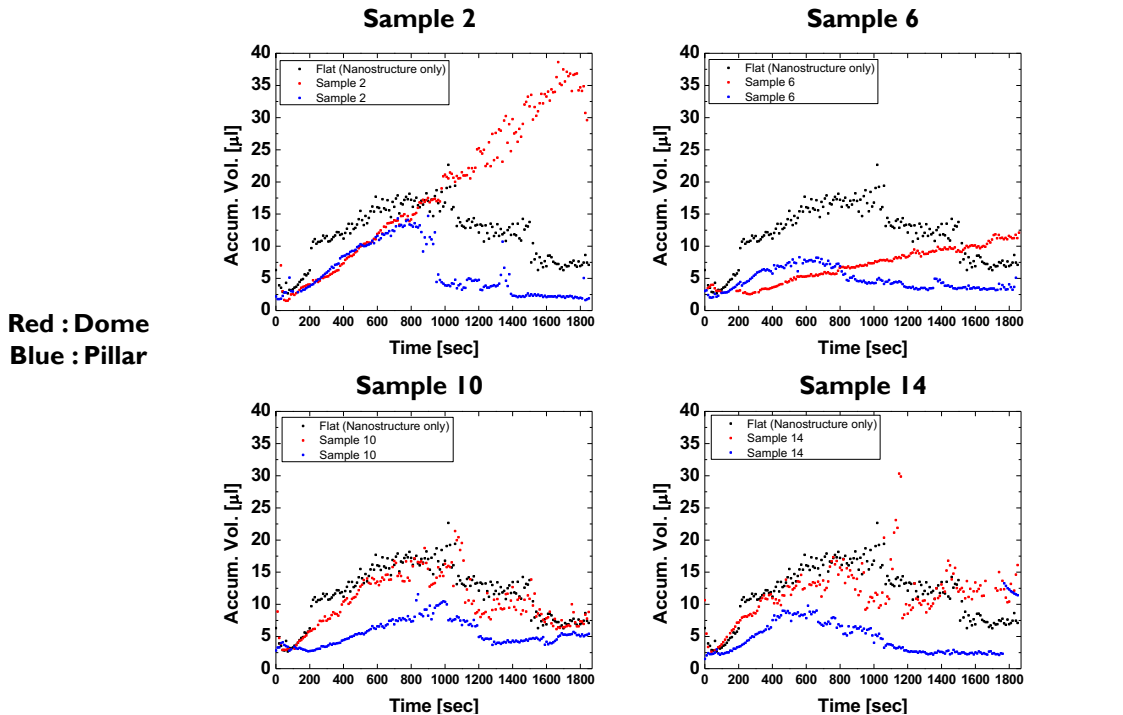 Sample 2
Sample 6
40
35
30
25
20
15
10
5
0
Accum. Vol. [µl]
Flat (Nanostructure only)
Sample 2
Sample 2
0 200 400 600 800 1000 1200 1400 1600 1800
Time [sec]
40
35
30
25
20
15
10
5
0
Accum. Vol. [µl]
Flat (Nanostructure only)
Sample 6
Sample 6
0 200 400 600 800 1000 1200 1400 1600 1800
Time [sec]
Red : Dome
Blue : Pillar
Sample 10
Sample 14
40
35
30
25
20
15
10
5
0
Accum. Vol. [µl]
Flat (Nanostructure only)
Sample 10
Sample 10
0 200 400 600 800 1000 1200 1400 1600 1800
Time [sec]
40
35
30
25
20
15
10
5
0
Accum. Vol. [µl]
Flat (Nanostructure only)
Sample 14
Sample 14
0 200 400 600 800 1000 1200 1400 1600 1800
Time [sec]